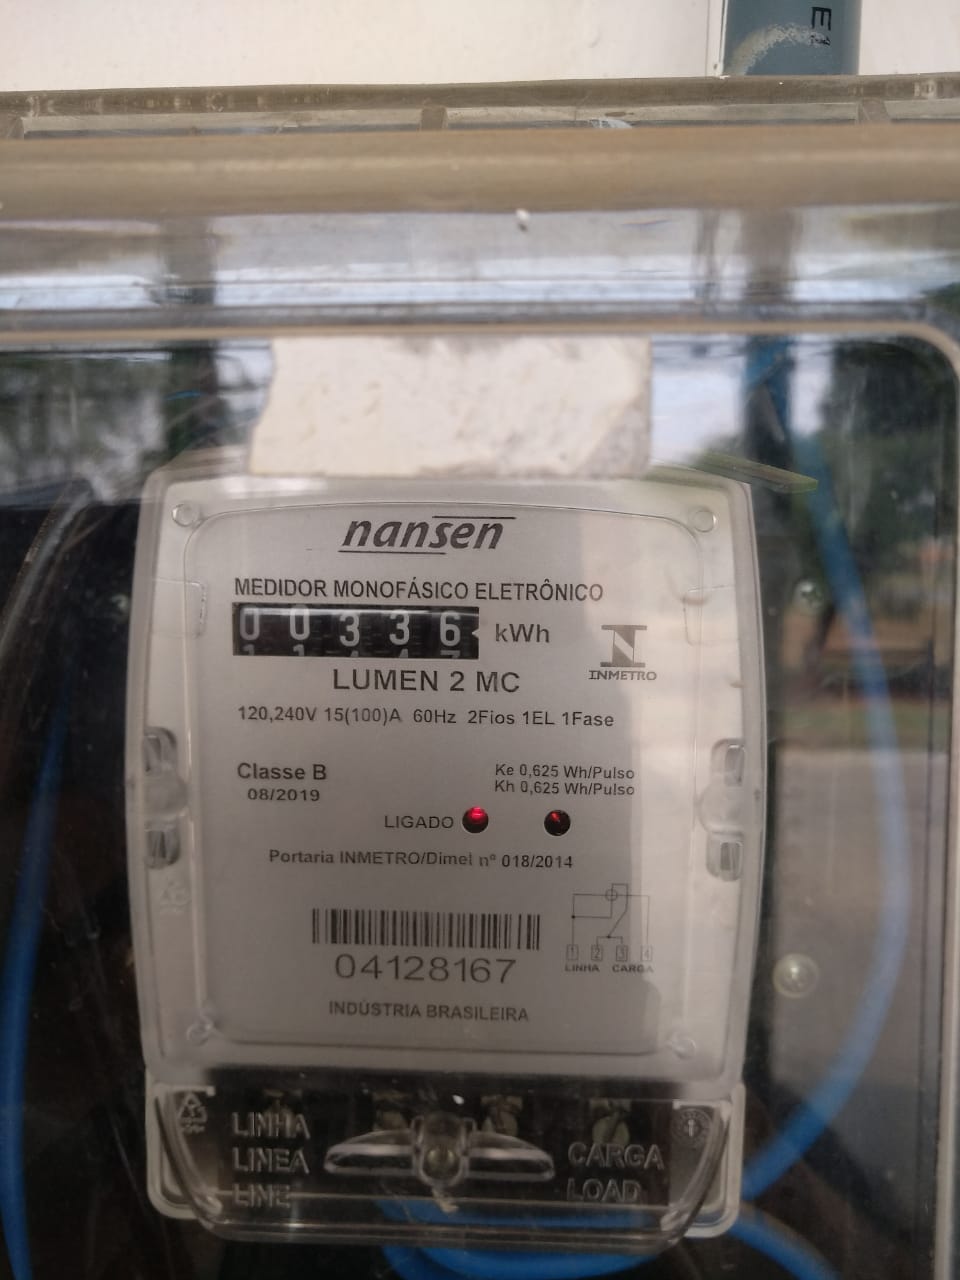 E
nansen
MEDIDOR MONOFÁSICO ELETRÔNICO
00336 kWh
INMETRO
LUMEN 2 MC
120,240V 15(100)A 60Hz 2Fios 1EL 1Fase
Classe B
08/2019
Ke 0,625 Wh/Pulso
Kh 0,625 Wh/Pulso
LIGADO
Portaria INMETRO/Dimel nº 018/2014
1 2 3 4
LINHA CARGA
04128167
INDÚSTRIA BRASILEIRA
LINHA
LINEA
LINE
CARGA
LOAD